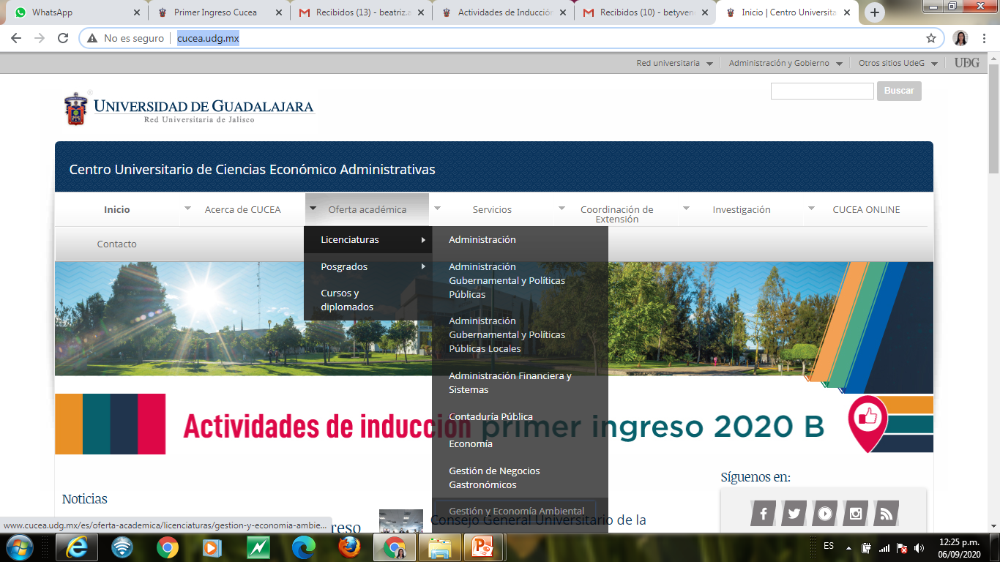 WhatsApp
Primer Ingreso Cucea
Recibidos (13) - beatriz.a
Actividades de Inducción
Recibidos (10) - betyven
Inicio | Centro Universita
No es seguro
cucea.udg.mx
Red universitaria
Administración y Gobierno
Otros sitios UdeG
UDG
UNIVERSIDAD DE GUADALAJARA
Red Universitaria de Jalisco
Buscar
Centro Universitario de Ciencias Económico Administrativas
Inicio
Acerca de CUCEA
Oferta académica
Servicios
Coordinación de
Extensión
Investigación
CUCEA ONLINE
Contacto
Licenciaturas
Posgrados
Cursos y
diplomados
Administración
Administración
Gubernamental y Políticas
Públicas
Administración
Gubernamental y Políticas
Públicas Locales
Administración Financiera y
Sistemas
Contaduría Pública
Economía
Gestión de Negocios
Gastronómicos
Gestión y Economía Ambiental
Actividades de inducción primer ingreso 2020 B
Síguenos en:
Noticias
Consejo General Universitario de la
www.cucea.udg.mx/es/oferta-academica/licenciaturas/gestion-y-economia-ambie...
reso
ES
12:25 p.m.
06/09/2020